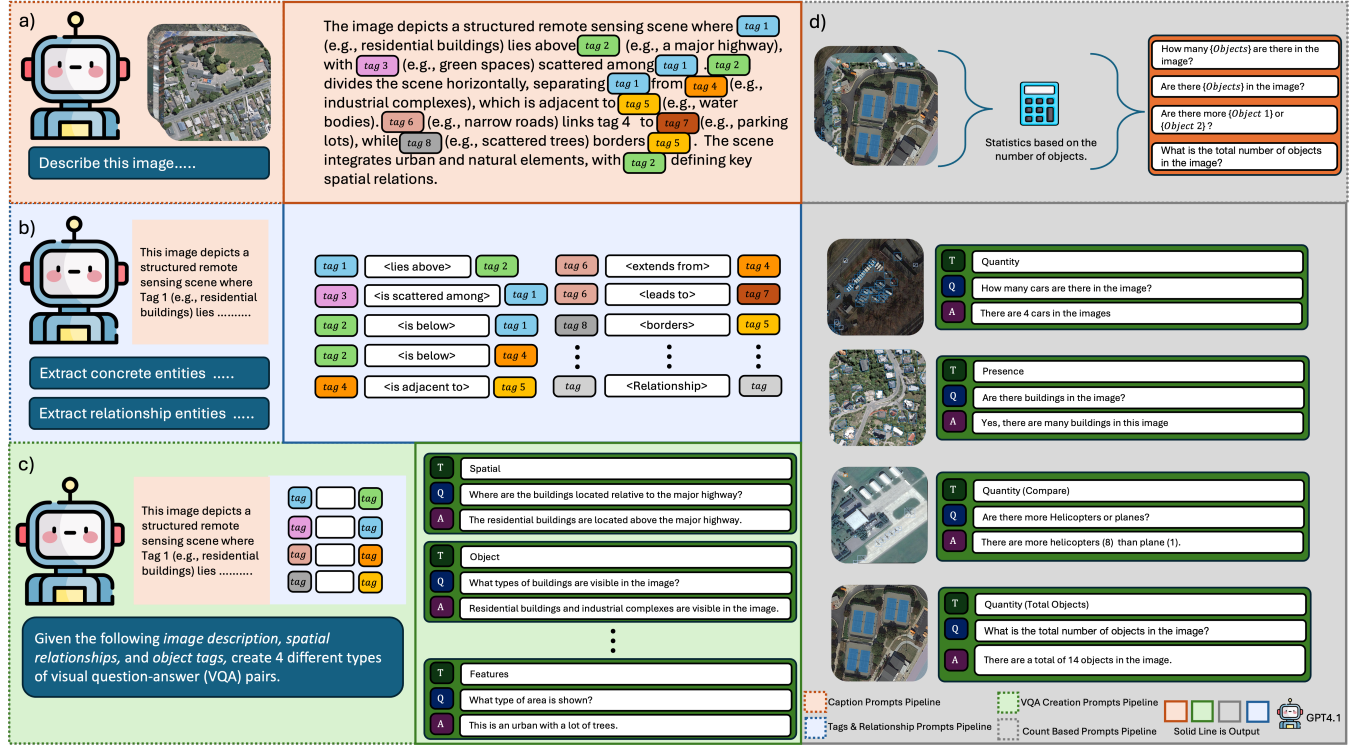 a)
Describe this image.....
The image depicts a structured remote sensing scene where tag 1
(e.g., residential buildings) lies above tag 2 (e.g., a major highway),
with tag 3 (e.g., green spaces) scattered among tag 1 . tag 2
divides the scene horizontally, separating tag 1 from tag 4 (e.g.,
industrial complexes), which is adjacent to tag 5 (e.g., water
bodies). tag 6 (e.g., narrow roads) links tag 4 to tag 7 (e.g., parking
lots), while tag 8 (e.g., scattered trees) borders tag 5 . The scene
integrates urban and natural elements, with tag 2 defining key
spatial relations.
d)
Statistics based on the
number of objects.
How many {Objects} are there in the
image?
Are there {Objects} in the image?
Are there more {Object 1} or
{Object 2} ?
What is the total number of objects
in the image?
b)
This image depicts a
structured remote
sensing scene where
Tag 1 (e.g., residential
buildings) lies ..........
Extract concrete entities .....
Extract relationship entities .....
tag 1 <lies above> tag 2
tag 3 <is scattered among> tag 1
tag 2 <is below> tag 1
tag 2 <is below> tag 4
tag 4 <is adjacent to> tag 5
tag 6 <extends from> tag 4
tag 6 <leads to> tag 7
tag 8 <borders> tag 5
tag <Relationship> tag
c)
This image depicts a
structured remote
sensing scene where
Tag 1 (e.g., residential
buildings) lies ..........
tag tag
tag tag
tag tag
tag tag
Given the following image description, spatial
relationships, and object tags, create 4 different types
of visual question-answer (VQA) pairs.
T Spatial
Q Where are the buildings located relative to the major highway?
A The residential buildings are located above the major highway.
T Object
Q What types of buildings are visible in the image?
A Residential buildings and industrial complexes are visible in the image.
T Features
Q What type of area is shown?
A This is an urban with a lot of trees.
T Quantity
Q How many cars are there in the image?
A There are 4 cars in the images
T Presence
Q Are there buildings in the image?
A Yes, there are many buildings in this image
T Quantity (Compare)
Q Are there more Helicopters or planes?
A There are more helicopters (8) than plane (1).
T Quantity (Total Objects)
Q What is the total number of objects in the image?
A There are a total of 14 objects in the image.
Caption Prompts Pipeline
VQA Creation Prompts Pipeline
Tags & Relationship Prompts Pipeline
Count Based Prompts Pipeline
Solid Line is Output
GPT4.1